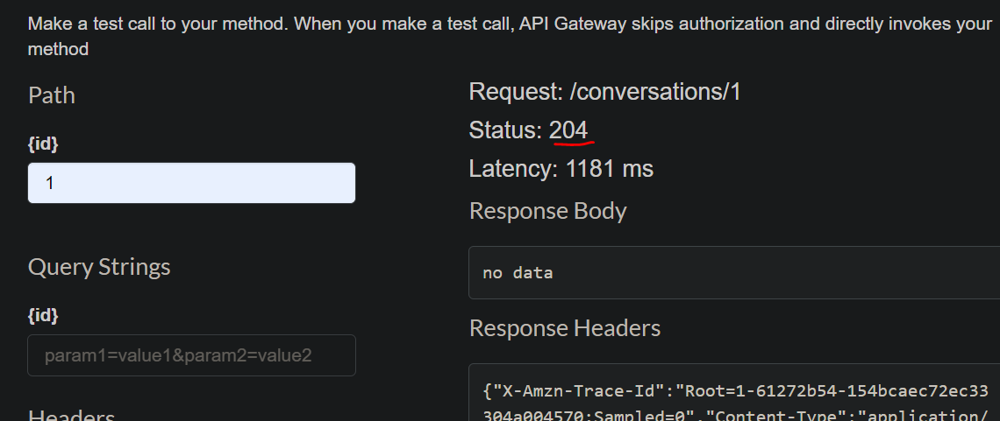 Make a test call to your method. When you make a test call, API Gateway skips authorization and directly invokes your
method
Path
{id}
1
Query Strings
{id}
param1=value1&param2=value2
Headers
Request: /conversations/1
Status: 204
Latency: 1181 ms
Response Body
no data
Response Headers
{"X-Amzn-Trace-Id":"Root=1-61272b54-154bcaec72ec33
304a004570;Sampled=0","Content-Type":"application/